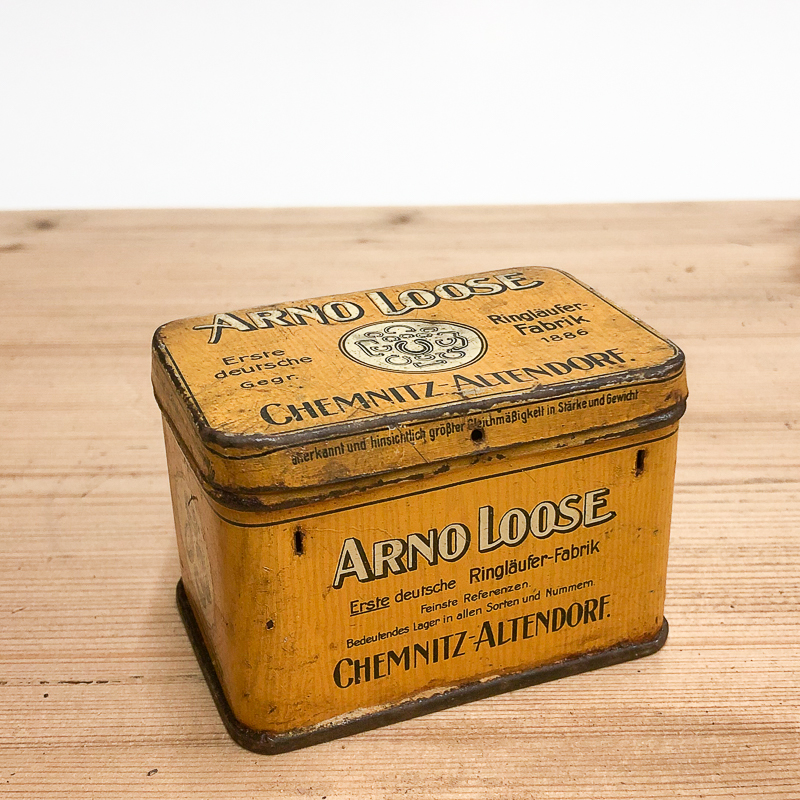 ARNO LOOSE
Erste
deutsche
Gegr.
Ringläufer-
Fabrik
1886
CHEMNITZ-ALTENDORF.
anerkannt und hinsichtlich größter Gleichmäßigkeit in Stärke und Gewicht
ARNO LOOSE
Erste deutsche Ringläufer-Fabrik
Feinste Referenzen.
Bedeutendes Lager in allen Sorten und Nummern.
CHEMNITZ-ALTENDORF.